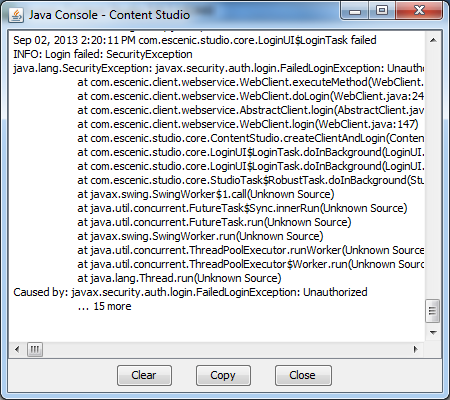 Java Console - Content Studio
Sep 02, 2013 2:20:11 PM com.escenic.studio.core.LoginUI$LoginTask failed
INFO: Login failed: SecurityException
java.lang.SecurityException: javax.security.auth.login.FailedLoginException: Unautho
at com.escenic.client.webservice.WebClient.executeMethod(WebClient.
at com.escenic.client.webservice.WebClient.doLogin(WebClient.java:24
at com.escenic.client.webservice.AbstractClient.login(AbstractClient.jav
at com.escenic.client.webservice.WebClient.login(WebClient.java:147)
at com.escenic.studio.core.ContentStudio.createClientAndLogin(Conten
at com.escenic.studio.core.LoginUI$LoginTask.doInBackground(LoginUI.
at com.escenic.studio.core.LoginUI$LoginTask.doInBackground(LoginUI.
at com.escenic.studio.core.StudioTask$RobustTask.doInBackground(Stu
at javax.swing.SwingWorker$1.call(Unknown Source)
at java.util.concurrent.FutureTask$Sync.innerRun(Unknown Source)
at java.util.concurrent.FutureTask.run(Unknown Source)
at javax.swing.SwingWorker.run(Unknown Source)
at java.util.concurrent.ThreadPoolExecutor.runWorker(Unknown Source)
at java.util.concurrent.ThreadPoolExecutor$Worker.run(Unknown Sourc
at java.lang.Thread.run(Unknown Source)
Caused by: javax.security.auth.login.FailedLoginException: Unauthorized
... 15 more
Clear Copy Close